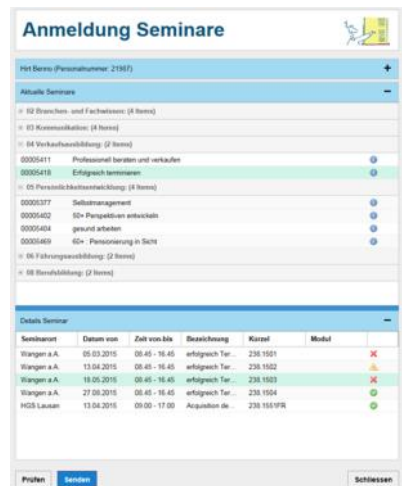 Anmeldung Seminare
Hirt Benno (Personalnummer: 21967)
Aktuelle Seminare
02 Branchen- und Fachwissen: (4 Items)
03 Kommunikation: (4 Items)
04 Verkaufsausbildung: (2 Items)
00005411 Professionell beraten und verkaufen
00005418 Erfolgreich terminieren
05 Persönlichkeitsentwicklung: (4 Items)
00005377 Selbstmanagement
00005402 50+ Perspektiven entwickeln
00005404 gesund arbeiten
00005469 60+ : Pensionierung in Sicht
06 Führungsausbildung: (2 Items)
08 Berufsbildung: (2 Items)
Details Seminar
Seminarort Datum von Zeit von-bis Bezeichnung Kürzel Modul
Wangen a.A. 05.03.2015 08.45 - 16.45 erfolgreich Ter... 238.1501
Wangen a.A. 13.04.2015 08.45 - 16.45 erfolgreich Ter... 238.1502
Wangen a.A. 18.05.2015 08.45 - 16.45 erfolgreich Ter... 238.1503
Wangen a.A. 27.08.2015 08.45 - 16.45 erfolgreich Ter... 238.1504
HGS Lausan 13.04.2015 09:00 - 17.00 Acquisition de... 238.1551FR
Prüfen Senden Schliessen